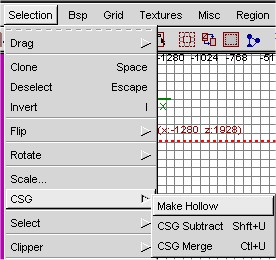 Selection Bsp Grid Textures Misc Region
Drag
Clone Space
Deselect Escape
Invert I
Flip
Rotate
Scale...
CSG
Select
Clipper
Make Hollow
CSG Subtract Shft+U
CSG Merge Ctl+U
-1280 -1024 -768 -51
x
(x:-1280 z:1928)